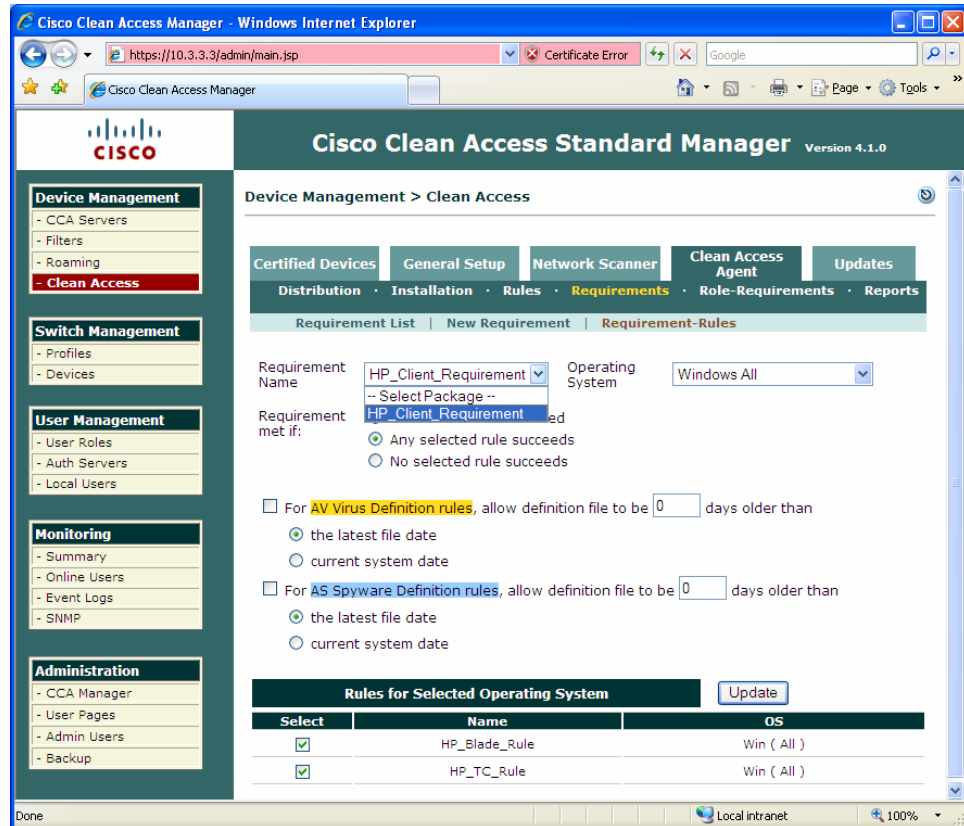 Cisco Clean Access Manager - Windows Internet Explorer
https://10.3.3.3/admin/main.jsp
Certificate Error
Google
Cisco Clean Access Manager
Page
Tools
»
CISCO
Cisco Clean Access Standard Manager Version 4.1.0
Device Management
- CCA Servers
- Filters
- Roaming
- Clean Access
Switch Management
- Profiles
- Devices
User Management
- User Roles
- Auth Servers
- Local Users
Monitoring
- Summary
- Online Users
- Event Logs
- SNMP
Administration
- CCA Manager
- User Pages
- Admin Users
- Backup
Device Management > Clean Access
Certified Devices
General Setup
Network Scanner
Clean Access
Agent
Updates
Distribution · Installation · Rules · Requirements · Role-Requirements · Reports
Requirement List | New Requirement | Requirement-Rules
Requirement
Name
HP_Client_Requirement
Operating
System
Windows All
-- Select Package --
HP_Client_Requirement
Requirement
met if:
ed
Any selected rule succeeds
No selected rule succeeds
For AV Virus Definition rules, allow definition file to be 0 days older than
the latest file date
current system date
For AS Spyware Definition rules, allow definition file to be 0 days older than
the latest file date
current system date
Rules for Selected Operating System
Update
Select Name OS
HP_Blade_Rule Win ( All )
HP_TC_Rule Win ( All )
Done
Local intranet
100%